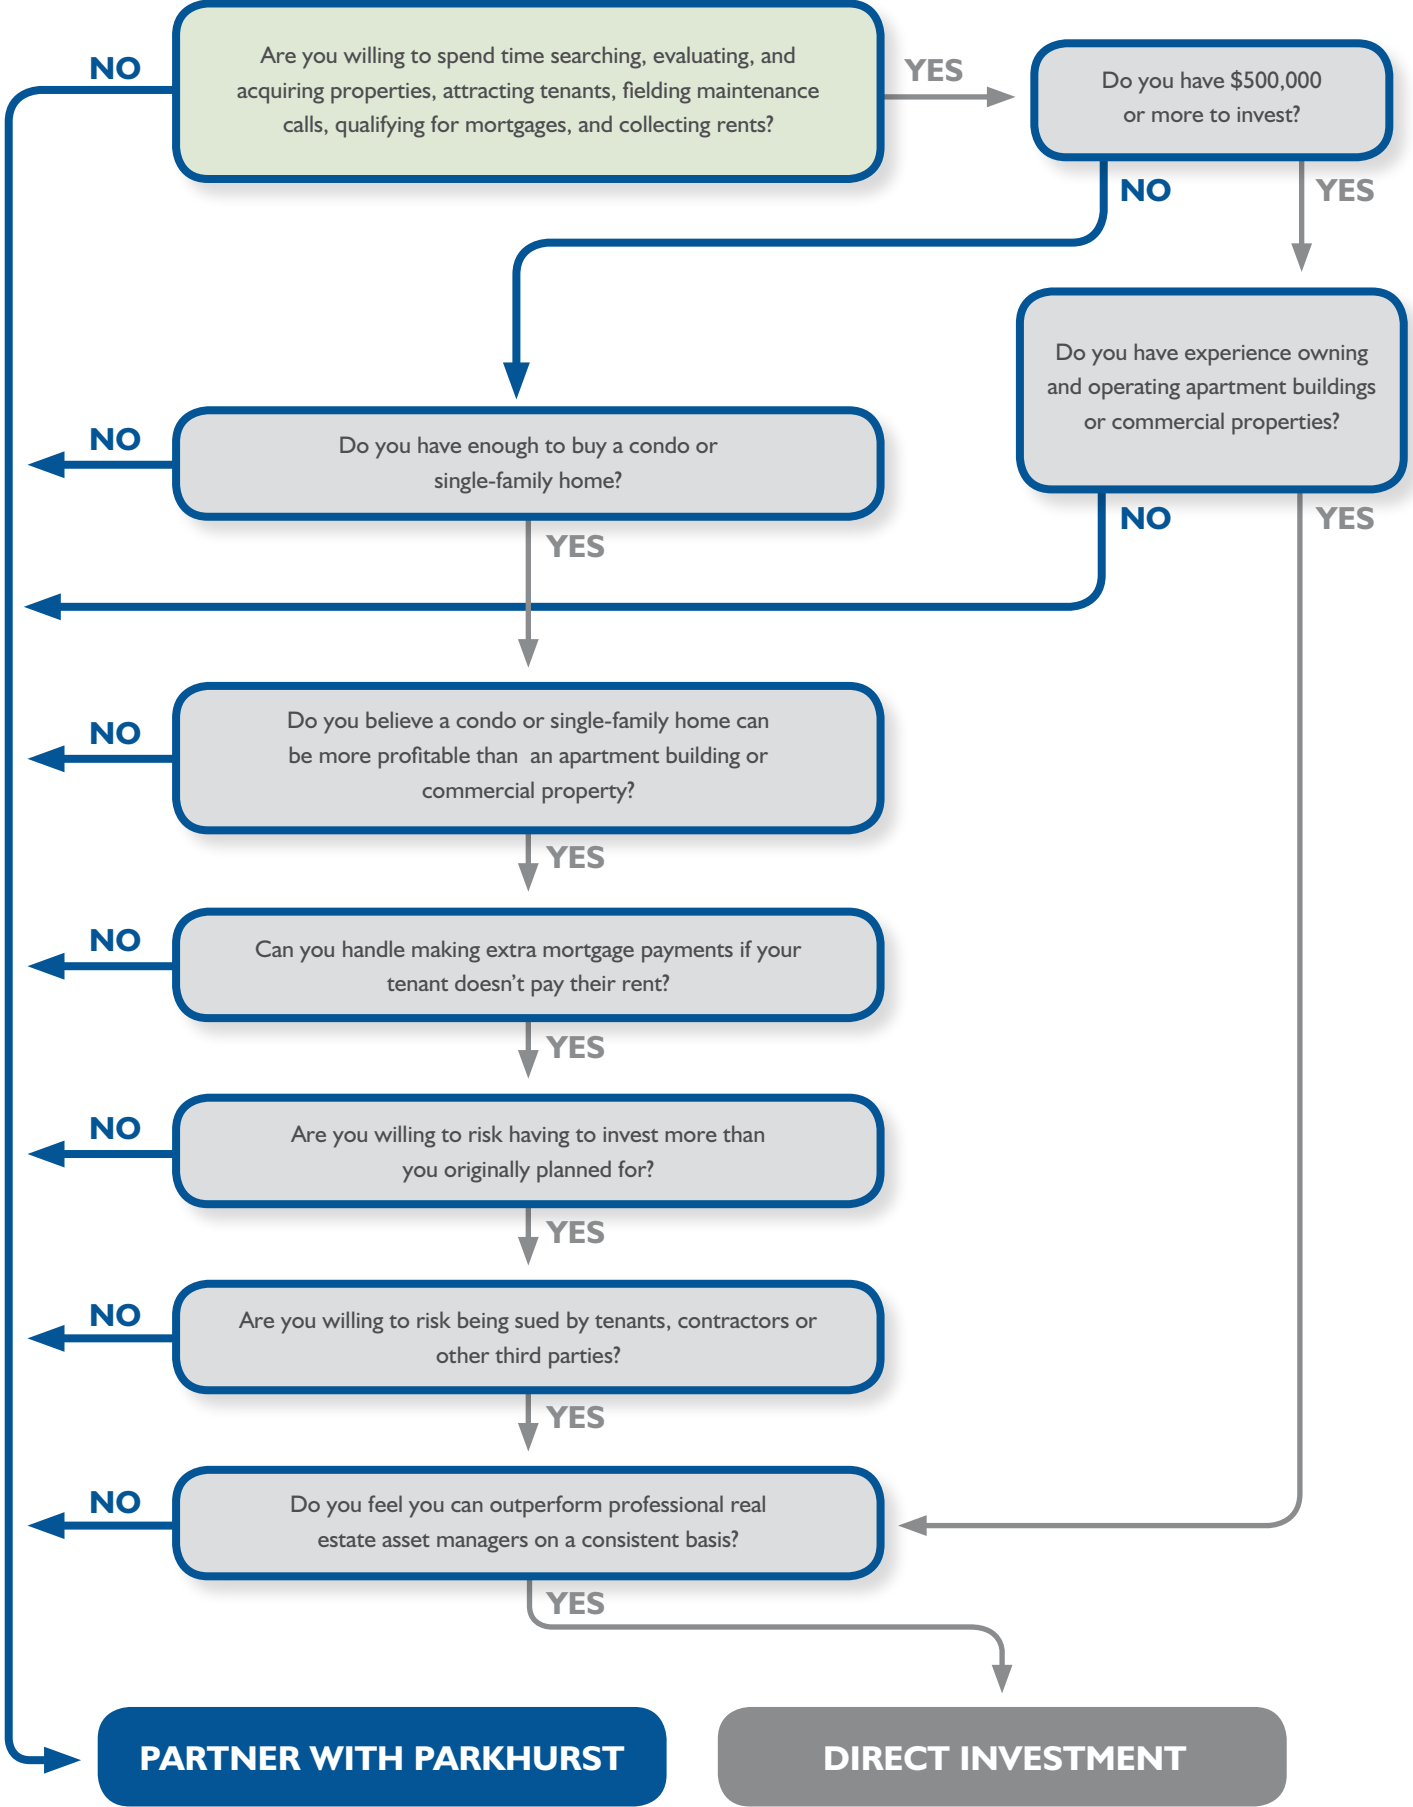 NO
Are you willing to spend time searching, evaluating, and
acquiring properties, attracting tenants, fielding maintenance
calls, qualifying for mortgages, and collecting rents?
YES
Do you have $500,000
or more to invest?
NO
YES
Do you have experience owning
and operating apartment buildings
or commercial properties?
NO
YES
NO
Do you have enough to buy a condo or
single-family home?
YES
NO
Do you believe a condo or single-family home can
be more profitable than  an apartment building or
commercial property?
YES
NO
Can you handle making extra mortgage payments if your
tenant doesn’t pay their rent?
YES
NO
Are you willing to risk having to invest more than
you originally planned for?
YES
NO
Are you willing to risk being sued by tenants, contractors or
other third parties?
YES
NO
Do you feel you can outperform professional real
estate asset managers on a consistent basis?
YES
PARTNER WITH PARKHURST
DIRECT INVESTMENT